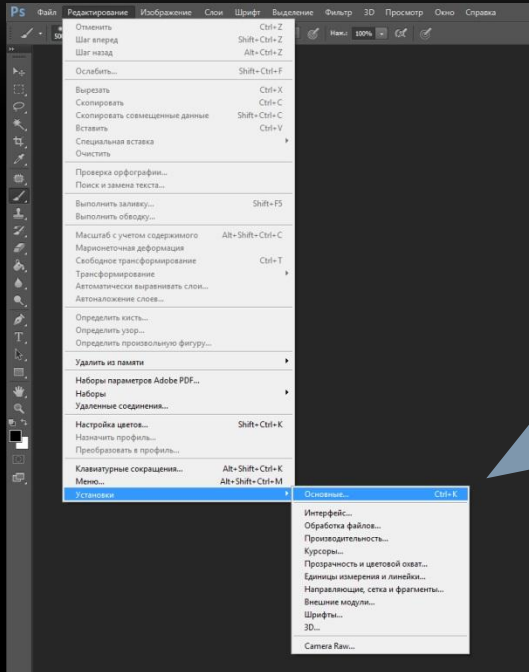 Ps Файл Редактирование Изображение Слои Шрифт Выделение Фильтр 3D Просмотр Окно Справка
Наж.: 100%
Отменить Ctrl+Z
Шаг вперед Shift+Ctrl+Z
Шаг назад Alt+Ctrl+Z
Ослабить... Shift+Ctrl+F
Вырезать Ctrl+X
Скопировать Ctrl+C
Скопировать совмещенные данные Shift+Ctrl+C
Вставить Ctrl+V
Специальная вставка
Очистить
Проверка орфографии...
Поиск и замена текста...
Выполнить заливку... Shift+F5
Выполнить обводку...
Масштаб с учетом содержимого Alt+Shift+Ctrl+C
Марионеточная деформация
Свободное трансформирование Ctrl+T
Трансформирование
Автоматически выравнивать слои...
Автоналожение слоев...
Определить кисть...
Определить узор...
Определить произвольную фигуру...
Удалить из памяти
Наборы параметров Adobe PDF...
Наборы
Удаленные соединения...
Настройка цветов... Shift+Ctrl+K
Назначить профиль...
Преобразовать в профиль...
Клавиатурные сокращения... Alt+Shift+Ctrl+K
Меню... Alt+Shift+Ctrl+M
Установки
Основные... Ctrl+K
Интерфейс...
Обработка файлов...
Производительность...
Курсоры...
Прозрачность и цветовой охват...
Единицы измерения и линейки...
Направляющие, сетка и фрагменты...
Внешние модули...
Шрифты...
3D...
Camera Raw...